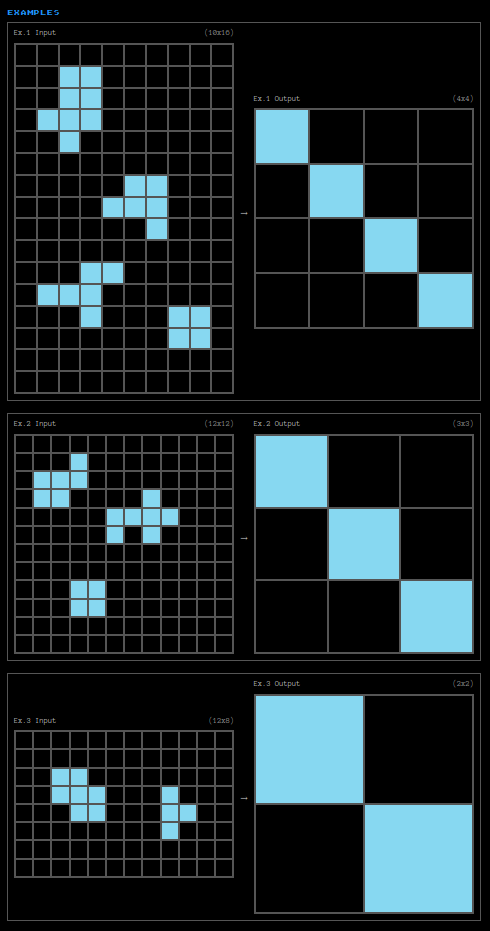 EXAMPLES
Ex.1 Input (10x16)
Ex.1 Output (4x4)
→
Ex.2 Input (12x12)
Ex.2 Output (3x3)
→
Ex.3 Output (2x2)
Ex.3 Input (12x8)
→